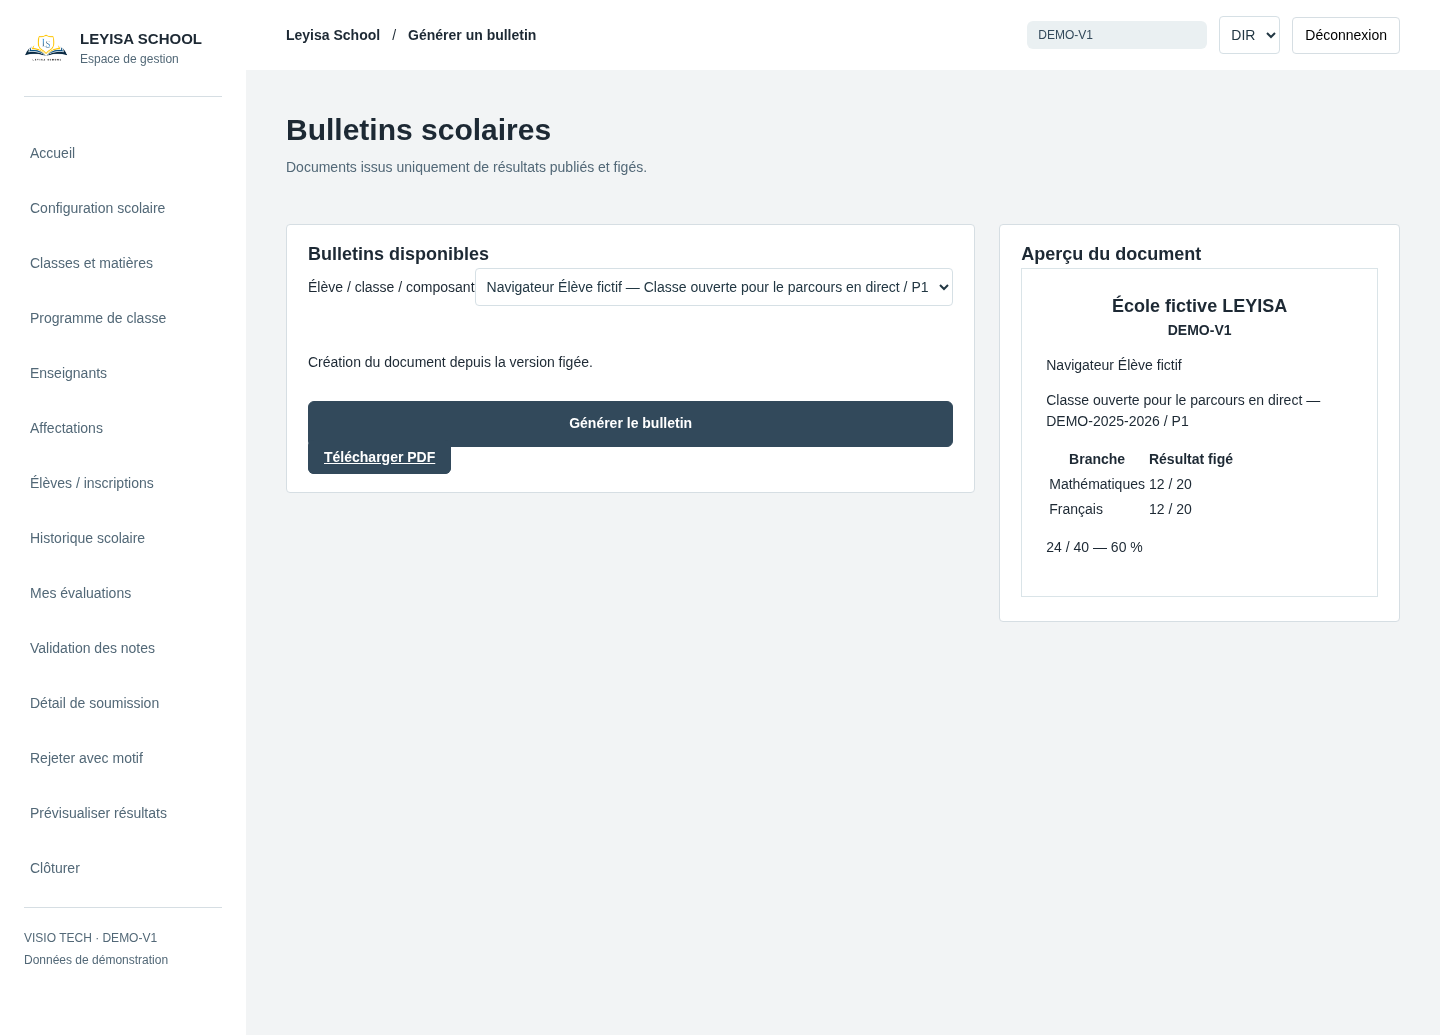 LEYISA SCHOOL
Espace de gestion
Accueil
Configuration scolaire
Classes et matières
Programme de classe
Enseignants
Affectations
Élèves / inscriptions
Historique scolaire
Mes évaluations
Validation des notes
Détail de soumission
Rejeter avec motif
Prévisualiser résultats
Clôturer
VISIO TECH · DEMO-V1
Données de démonstration
Leyisa School / Générer un bulletin
DEMO-V1
DIR
Déconnexion
Bulletins scolaires
Documents issus uniquement de résultats publiés et figés.
Bulletins disponibles
Élève / classe / composant
Navigateur Élève fictif — Classe ouverte pour le parcours en direct / P1
Création du document depuis la version figée.
Générer le bulletin
Télécharger PDF
Aperçu du document
École fictive LEYISA
DEMO-V1
Navigateur Élève fictif
Classe ouverte pour le parcours en direct —
DEMO-2025-2026 / P1
Branche Résultat figé
Mathématiques 12 / 20
Français 12 / 20
24 / 40 — 60 %